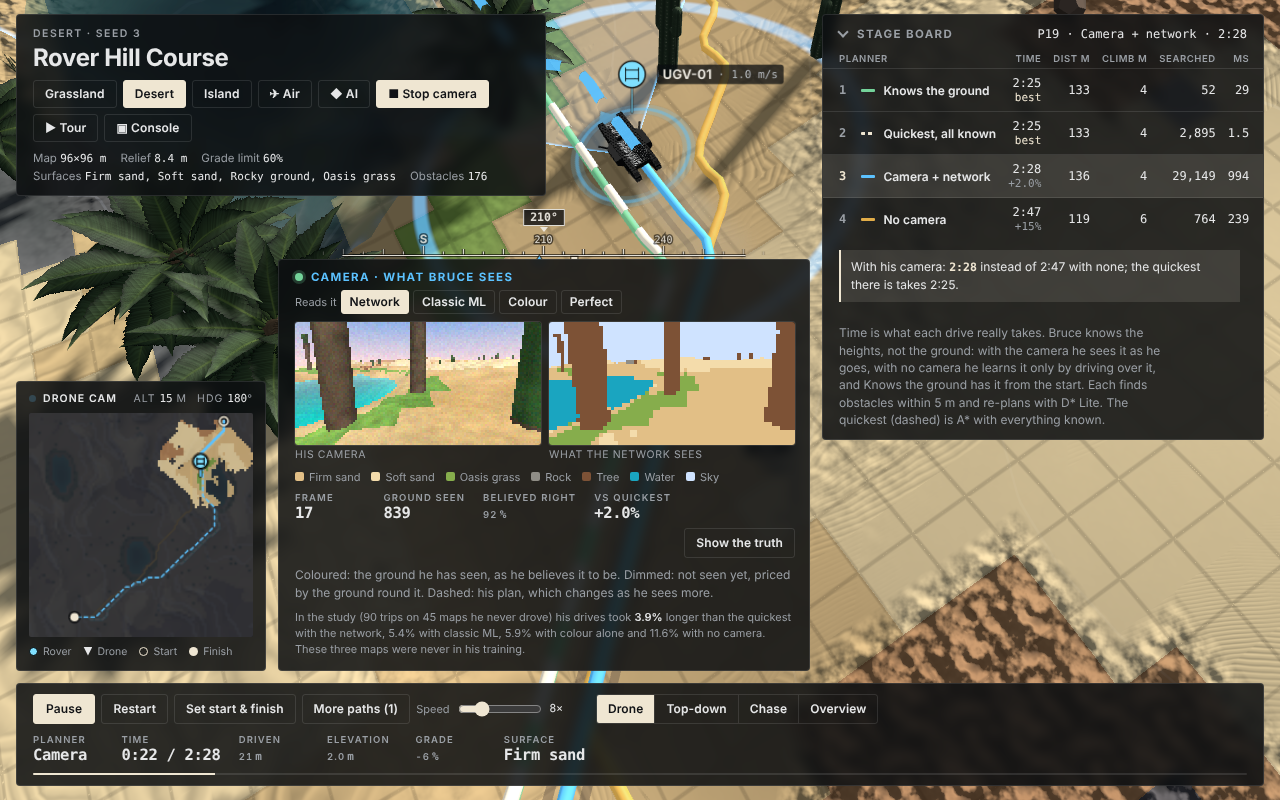 DESERT · SEED 3
Rover Hill Course
Grassland Desert Island ✈ Air ◆ AI ■ Stop camera
▶ Tour ▣ Console
Map 96×96 m Relief 8.4 m Grade limit 60%
Surfaces Firm sand, Soft sand, Rocky ground, Oasis grass Obstacles 176
UGV-01 · 1.0 m/s
210°
S 210 240
STAGE BOARD P19 · Camera + network · 2:28
PLANNER TIME DIST M CLIMB M SEARCHED MS
1 Knows the ground 2:25 best 133 4 52 29
2 Quickest, all known 2:25 best 133 4 2,895 1.5
3 Camera + network 2:28 +2.0% 136 4 29,149 994
4 No camera 2:47 +15% 119 6 764 239
With his camera: 2:28 instead of 2:47 with none; the quickest
there is takes 2:25.
Time is what each drive really takes. Bruce knows the
heights, not the ground: with the camera he sees it as he
goes, with no camera he learns it only by driving over it,
and Knows the ground has it from the start. Each finds
obstacles within 5 m and re-plans with D* Lite. The
quickest (dashed) is A* with everything known.
CAMERA · WHAT BRUCE SEES
Reads it Network Classic ML Colour Perfect
HIS CAMERA WHAT THE NETWORK SEES
Firm sand Soft sand Oasis grass Rock Tree Water Sky
FRAME GROUND SEEN BELIEVED RIGHT VS QUICKEST
17 839 92 % +2.0%
Show the truth
Coloured: the ground he has seen, as he believes it to be. Dimmed: not seen yet, priced
by the ground round it. Dashed: his plan, which changes as he sees more.
In the study (90 trips on 45 maps he never drove) his drives took 3.9% longer than the quickest
with the network, 5.4% with classic ML, 5.9% with colour alone and 11.6% with no camera.
These three maps were never in his training.
DRONE CAM ALT 15 M HDG 180°
Rover Drone Start Finish
Pause Restart Set start & finish More paths (1) Speed 8× Drone Top-down Chase Overview
PLANNER TIME DRIVEN ELEVATION GRADE SURFACE
Camera 0:22 / 2:28 21 m 2.0 m -6 % Firm sand